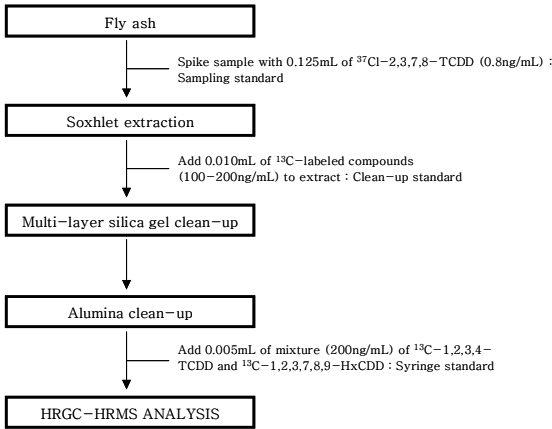 Fly ash
Spike sample with 0.125mL of ³⁷Cl-2,3,7,8-TCDD (0.8ng/mL) :
Sampling standard
Soxhlet extraction
Add 0.010mL of ¹³C-labeled compounds
(100-200ng/mL) to extract : Clean-up standard
Multi-layer silica gel clean-up
Alumina clean-up
Add 0.005mL of mixture (200ng/mL) of ¹³C-1,2,3,4-
TCDD and ¹³C-1,2,3,7,8,9-HxCDD : Syringe standard
HRGC-HRMS ANALYSIS